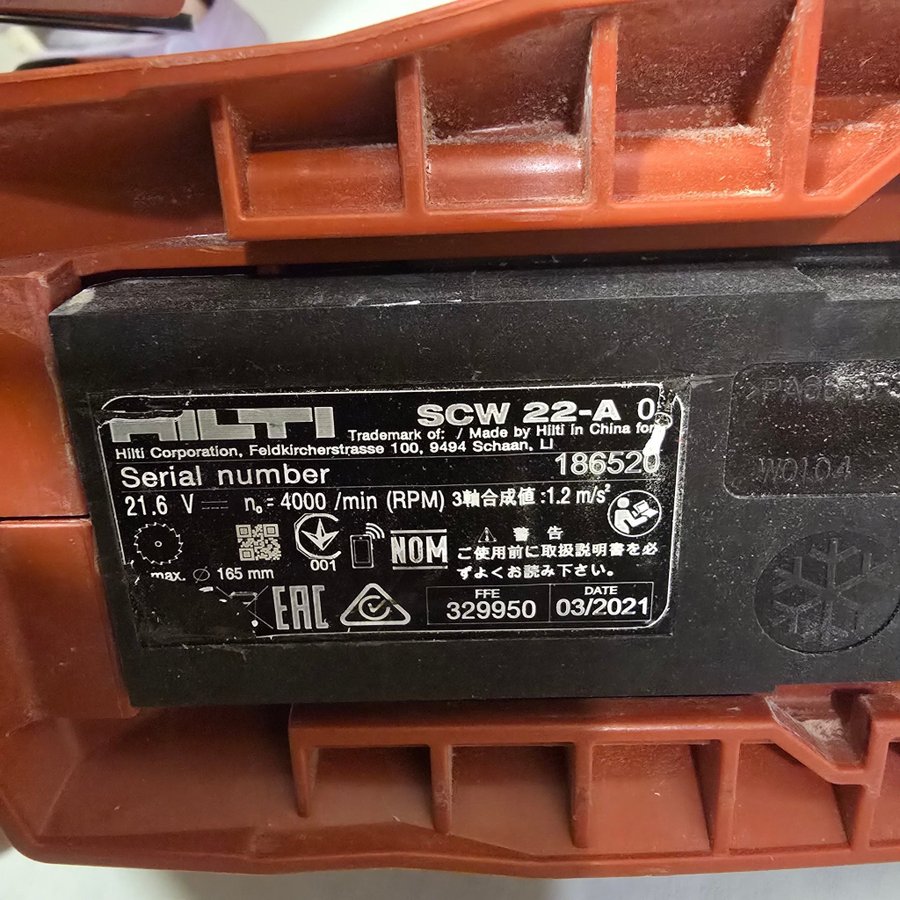 HILTI
SCW 22-A 0
Trademark of: / Made by Hilti in China for
Hilti Corporation, Feldkircherstrasse 100, 9494 Schaan, LI
Serial number 186520
21.6 V n₀ = 4000 /min (RPM) 3軸合成値:1.2 m/s²
001
NOM
警告
ご使用前に取扱説明書を必
ずよくお読み下さい。
max. ∅ 165 mm
EAC
FFE
329950
DATE
03/2021
W0104